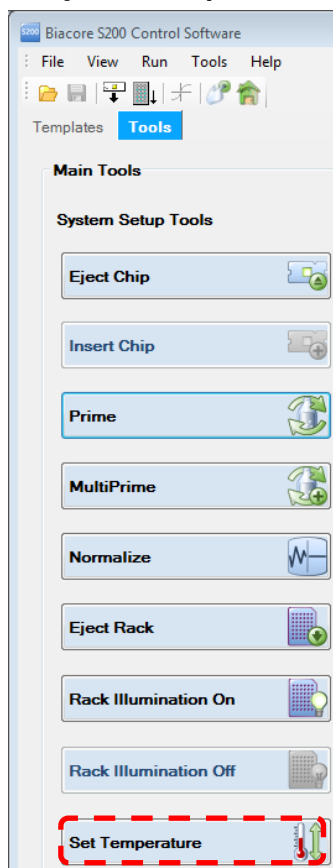 S200 Biacore S200 Control Software
File View Run Tools Help
Templates Tools
Main Tools
System Setup Tools
Eject Chip
Insert Chip
Prime
MultiPrime
Normalize
Eject Rack
Rack Illumination On
Rack Illumination Off
Set Temperature